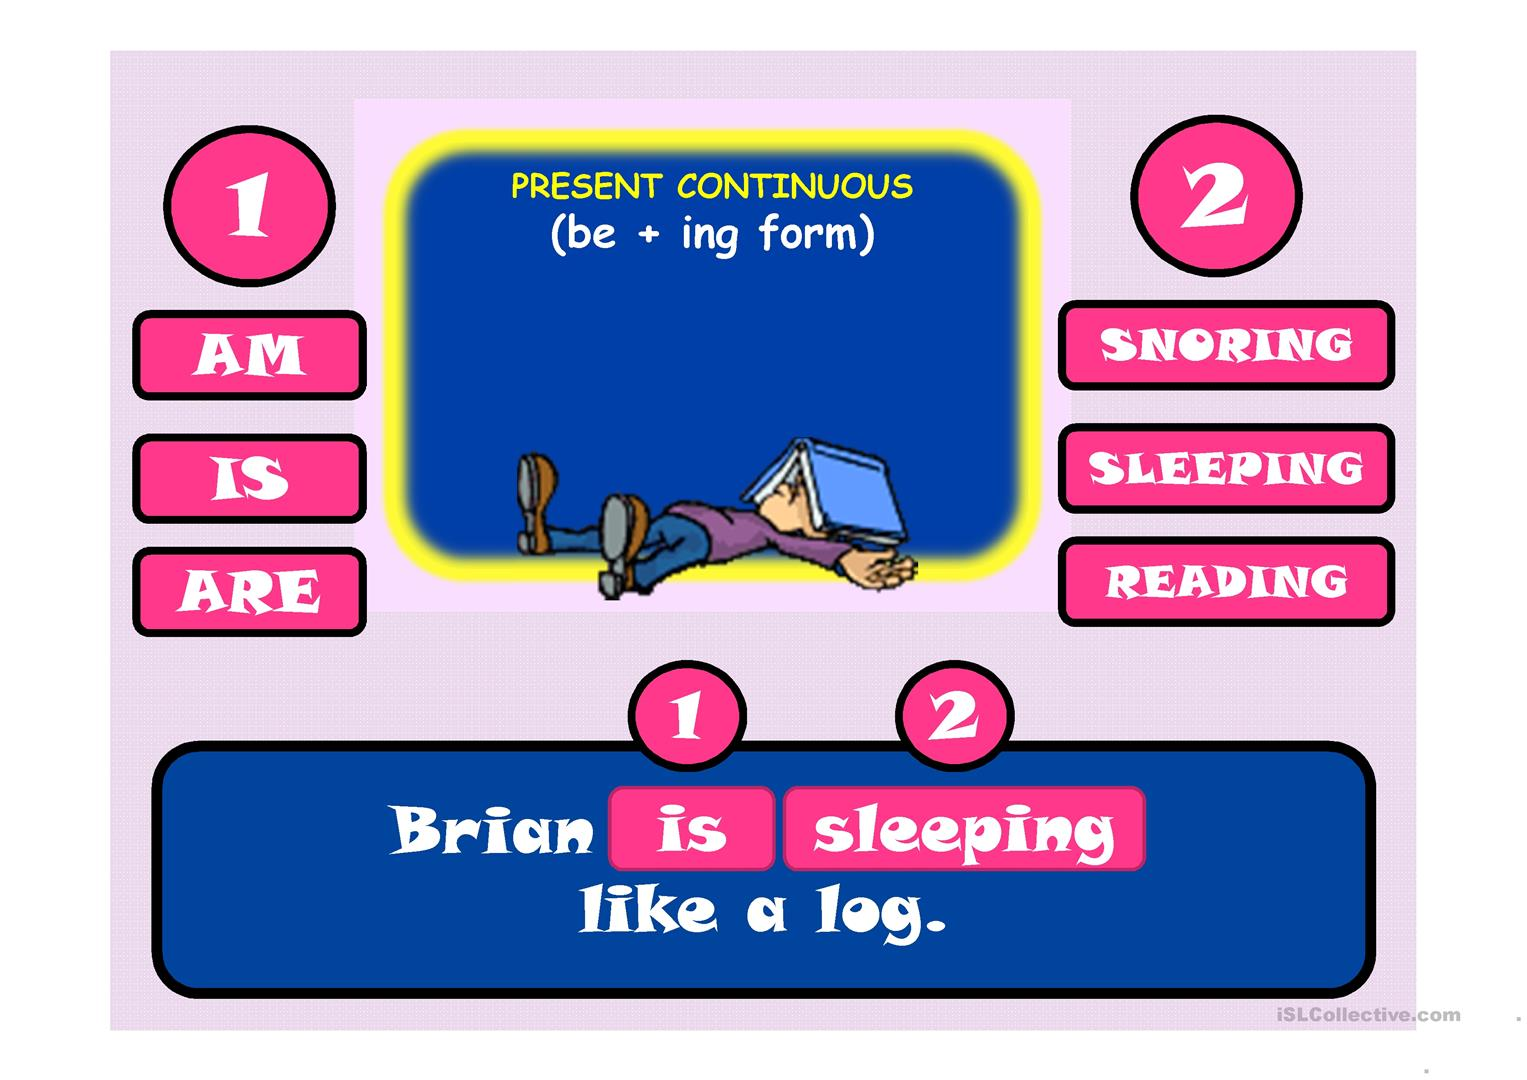 1
2
PRESENT CONTINUOUS
(be + ing form)
AM
SNORING
IS
SLEEPING
ARE
READING
1
2
Brian is sleeping
like a log.
iSLCollective.com